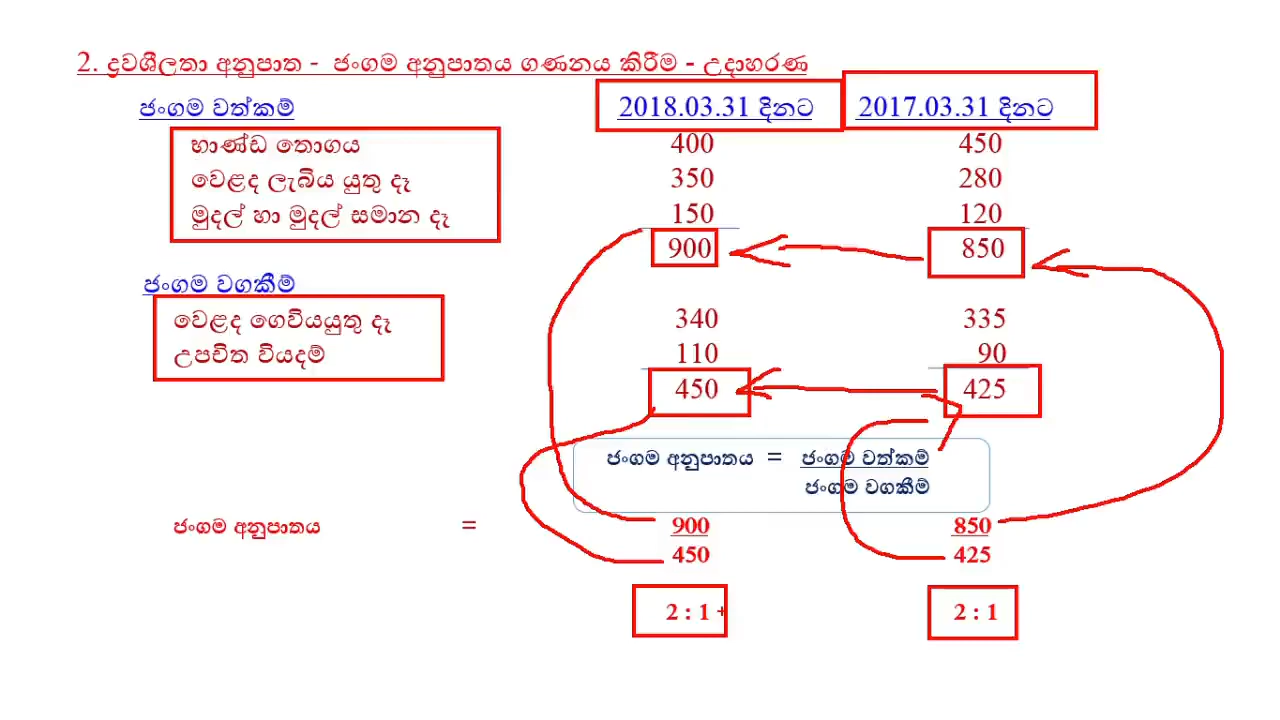 2. ද්‍රවශීලතා අනුපාත - ජංගම අනුපාතය ගණනය කිරීම - උදාහරණ
ජංගම වත්කම් 2018.03.31 දිනට 2017.03.31 දිනට
භාණ්ඩ තොගය 400 450
වෙළද ලැබිය යුතු දෑ 350 280
මුදල් හා මුදල් සමාන දෑ 150 120
900 850
ජංගම වගකීම්
වෙළද ගෙවියයුතු දෑ 340 335
උපචිත වියදම් 110 90
450 425
ජංගම අනුපාතය = ජංගම වත්කම්
ජංගම වගකීම්
ජංගම අනුපාතය = 900 850
450 425
2 : 1 2 : 1